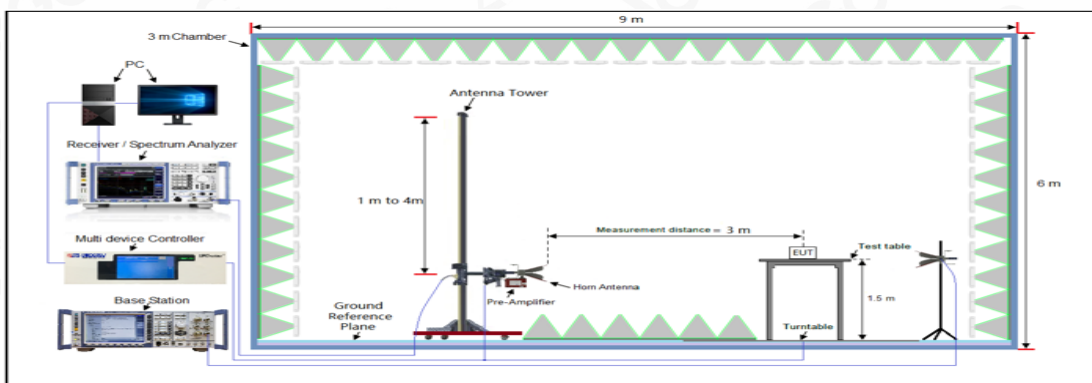 9 m
3 m Chamber
PC
Antenna Tower
Receiver / Spectrum Analyzer
1 m to 4m
6 m
Measurement distance = 3 m
Multi device Controller
EUT
Test table
Horn Antenna
Pre-Amplifier
1.5 m
Base Station
Ground
Reference
Plane
Turntable